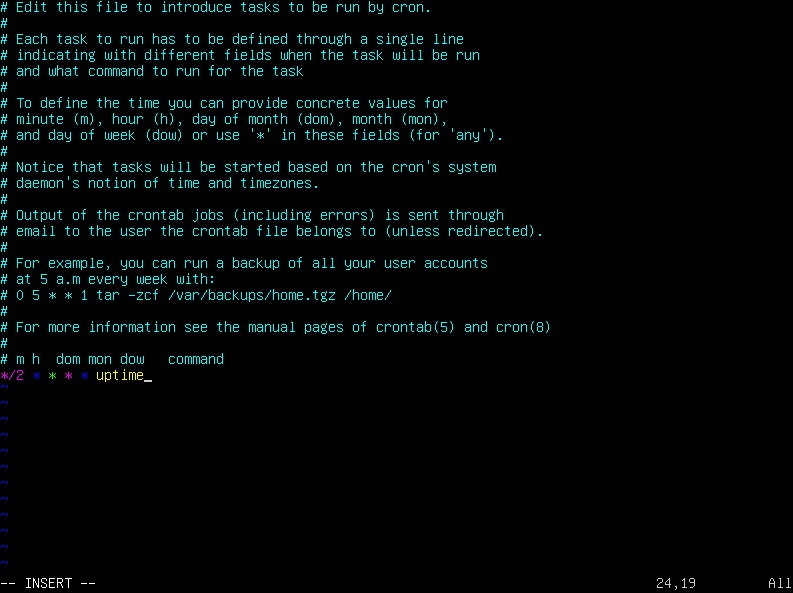 # Edit this file to introduce tasks to be run by cron.
#
# Each task to run has to be defined through a single line
# indicating with different fields when the task will be run
# and what command to run for the task
#
# To define the time you can provide concrete values for
# minute (m), hour (h), day of month (dom), month (mon),
# and day of week (dow) or use '*' in these fields (for 'any').
#
# Notice that tasks will be started based on the cron's system
# daemon's notion of time and timezones.
#
# Output of the crontab jobs (including errors) is sent through
# email to the user the crontab file belongs to (unless redirected).
#
# For example, you can run a backup of all your user accounts
# at 5 a.m every week with:
# 0 5 * * 1 tar -zcf /var/backups/home.tgz /home/
#
# For more information see the manual pages of crontab(5) and cron(8)
#
# m h  dom mon dow   command
*/2 * * * * uptime_
~
~
~
~
~
~
~
~
~
~
~
~
-- INSERT --                                                                      24,19         All